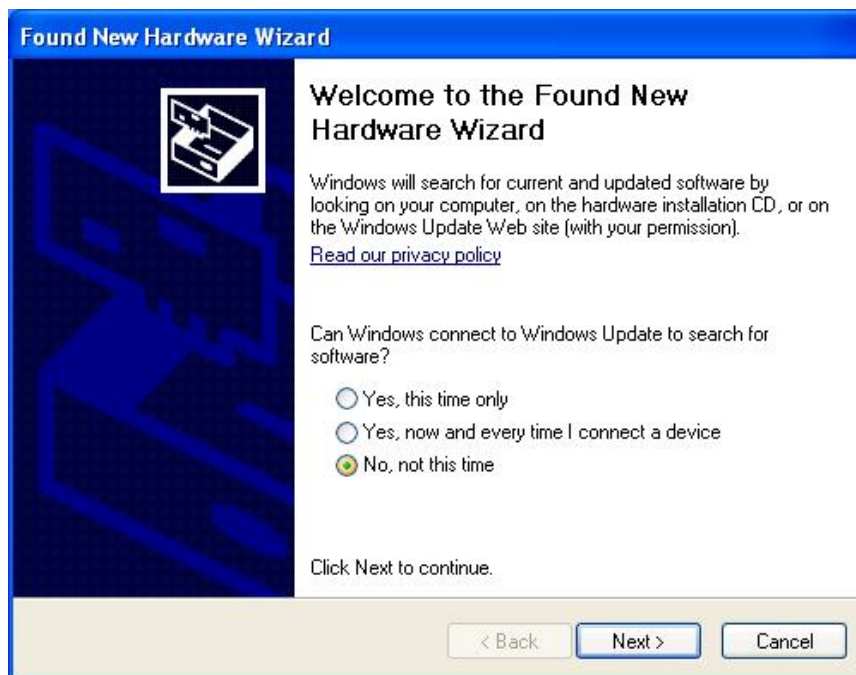 Found New Hardware Wizard
Welcome to the Found New
Hardware Wizard
Windows will search for current and updated software by
looking on your computer, on the hardware installation CD, or on
the Windows Update Web site (with your permission).
Read our privacy policy
Can Windows connect to Windows Update to search for
software?
Yes, this time only
Yes, now and every time I connect a device
No, not this time
Click Next to continue.
< Back Next > Cancel